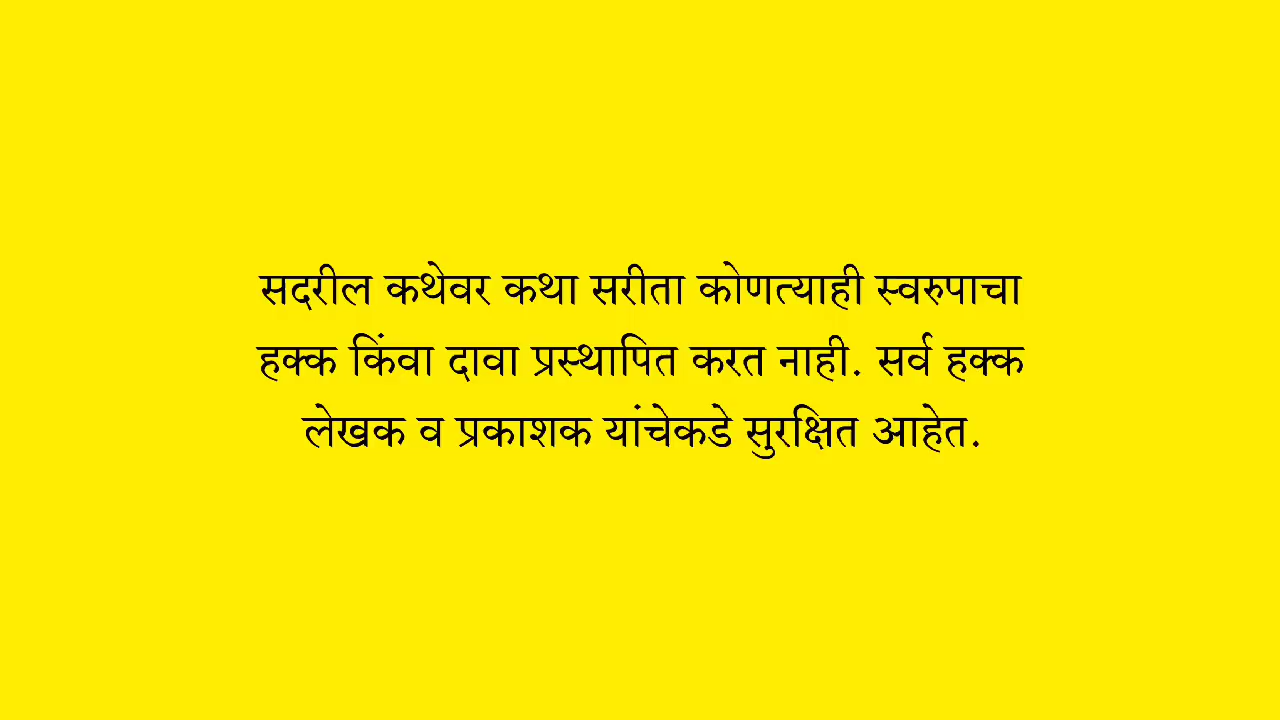 सदरील कथेवर कथा सरीता कोणत्याही स्वरुपाचा
हक्क किंवा दावा प्रस्थापित करत नाही. सर्व हक्क
लेखक व प्रकाशक यांचेकडे सुरक्षित आहेत.